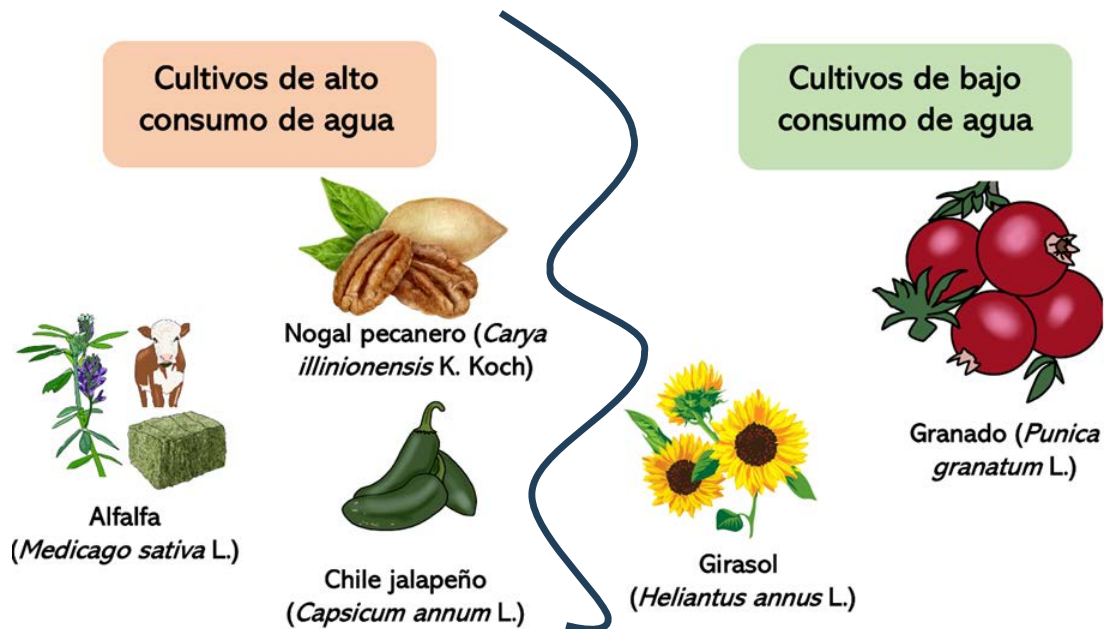 Cultivos de alto
consumo de agua
Cultivos de bajo
consumo de agua
Nogal pecanero (Carya
illinionensis K. Koch)
Alfalfa
(Medicago sativa L.)
Chile jalapeño
(Capsicum annum L.)
Girasol
(Heliantus annus L.)
Granado (Punica
granatum L.)